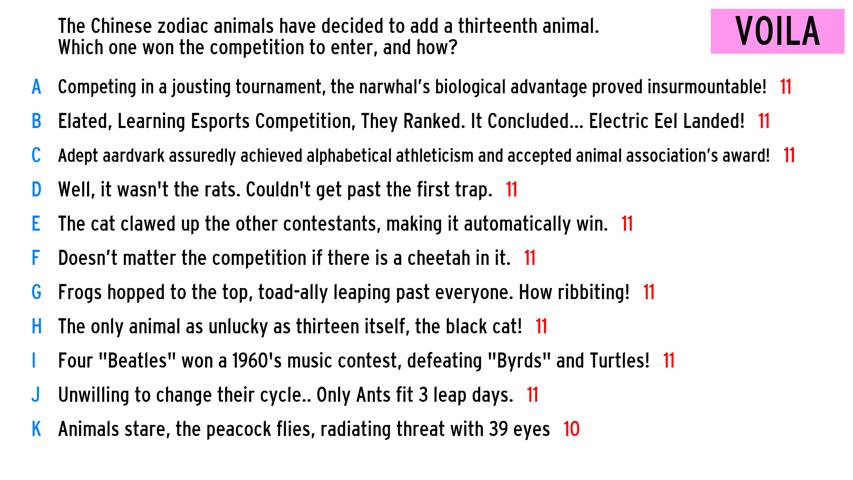 The Chinese zodiac animals have decided to add a thirteenth animal.
Which one won the competition to enter, and how?
VOILA
A Competing in a jousting tournament, the narwhal's biological advantage proved insurmountable! 11
B Elated, Learning Esports Competition, They Ranked. It Concluded... Electric Eel Landed! 11
C Adept aardvark assuredly achieved alphabetical athleticism and accepted animal association's award! 11
D Well, it wasn't the rats. Couldn't get past the first trap. 11
E The cat clawed up the other contestants, making it automatically win. 11
F Doesn't matter the competition if there is a cheetah in it. 11
G Frogs hopped to the top, toad-ally leaping past everyone. How ribbiting! 11
H The only animal as unlucky as thirteen itself, the black cat! 11
I Four "Beatles" won a 1960's music contest, defeating "Byrds" and Turtles! 11
J Unwilling to change their cycle.. Only Ants fit 3 leap days. 11
K Animals stare, the peacock flies, radiating threat with 39 eyes 10